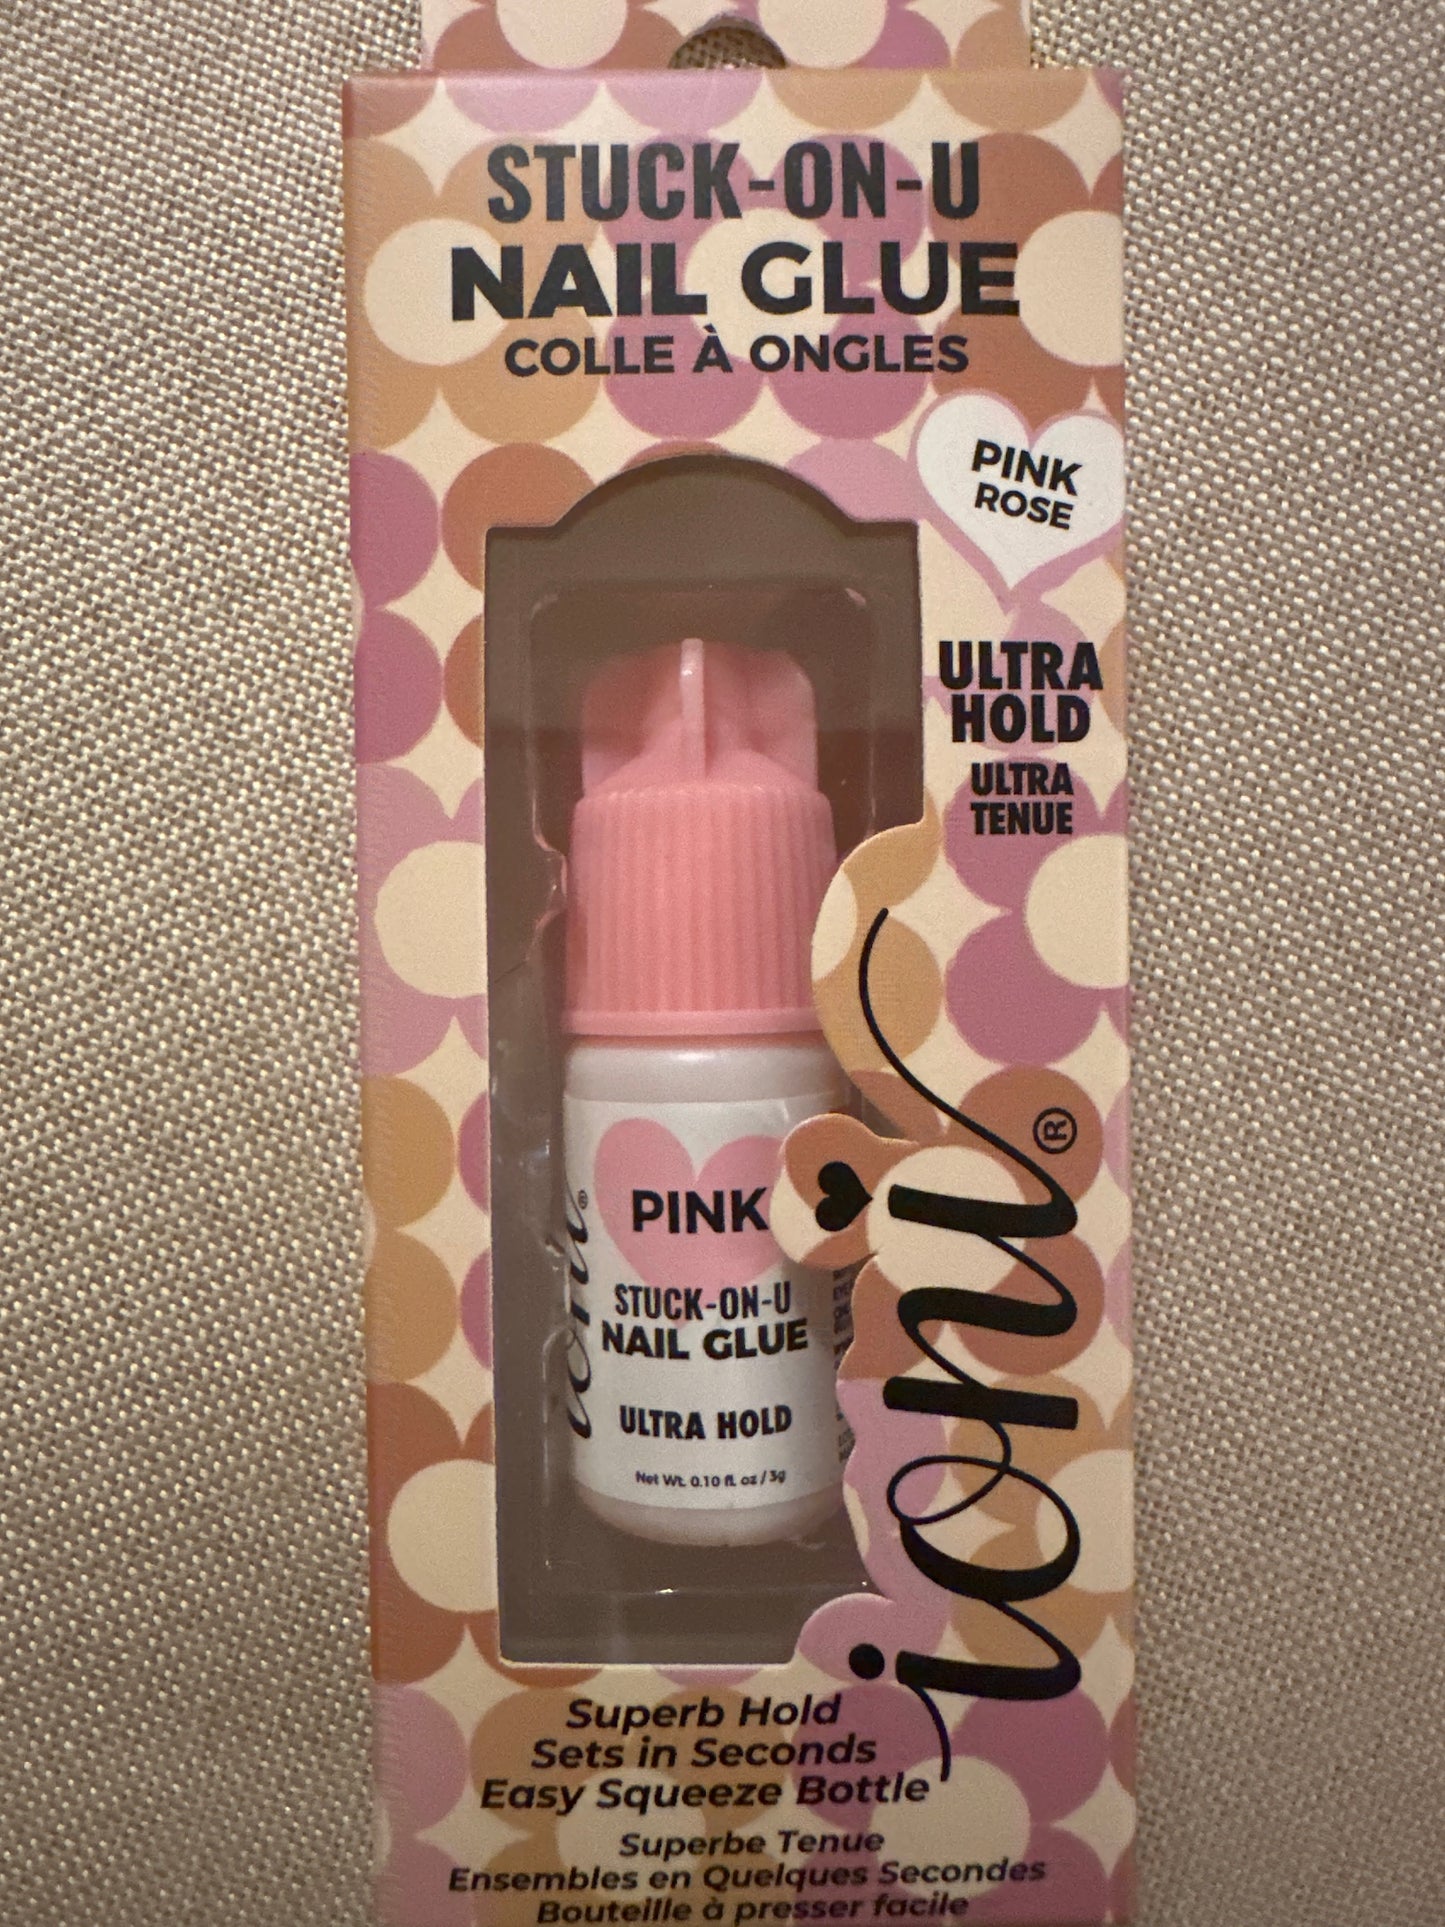 STUCK-ON-U
NAIL GLUE
COLLE À ONGLES
PINK
ROSE
ULTRA
HOLD
ULTRA
TENUE
ioni®
ioni®
PINK
STUCK-ON-U
NAIL GLUE
ULTRA HOLD
Net Wt. 0.10 fl. oz / 3g
Superb Hold
Sets in Seconds
Easy Squeeze Bottle
Superbe Tenue
Ensembles en Quelques Secondes
Bouteille à presser facile